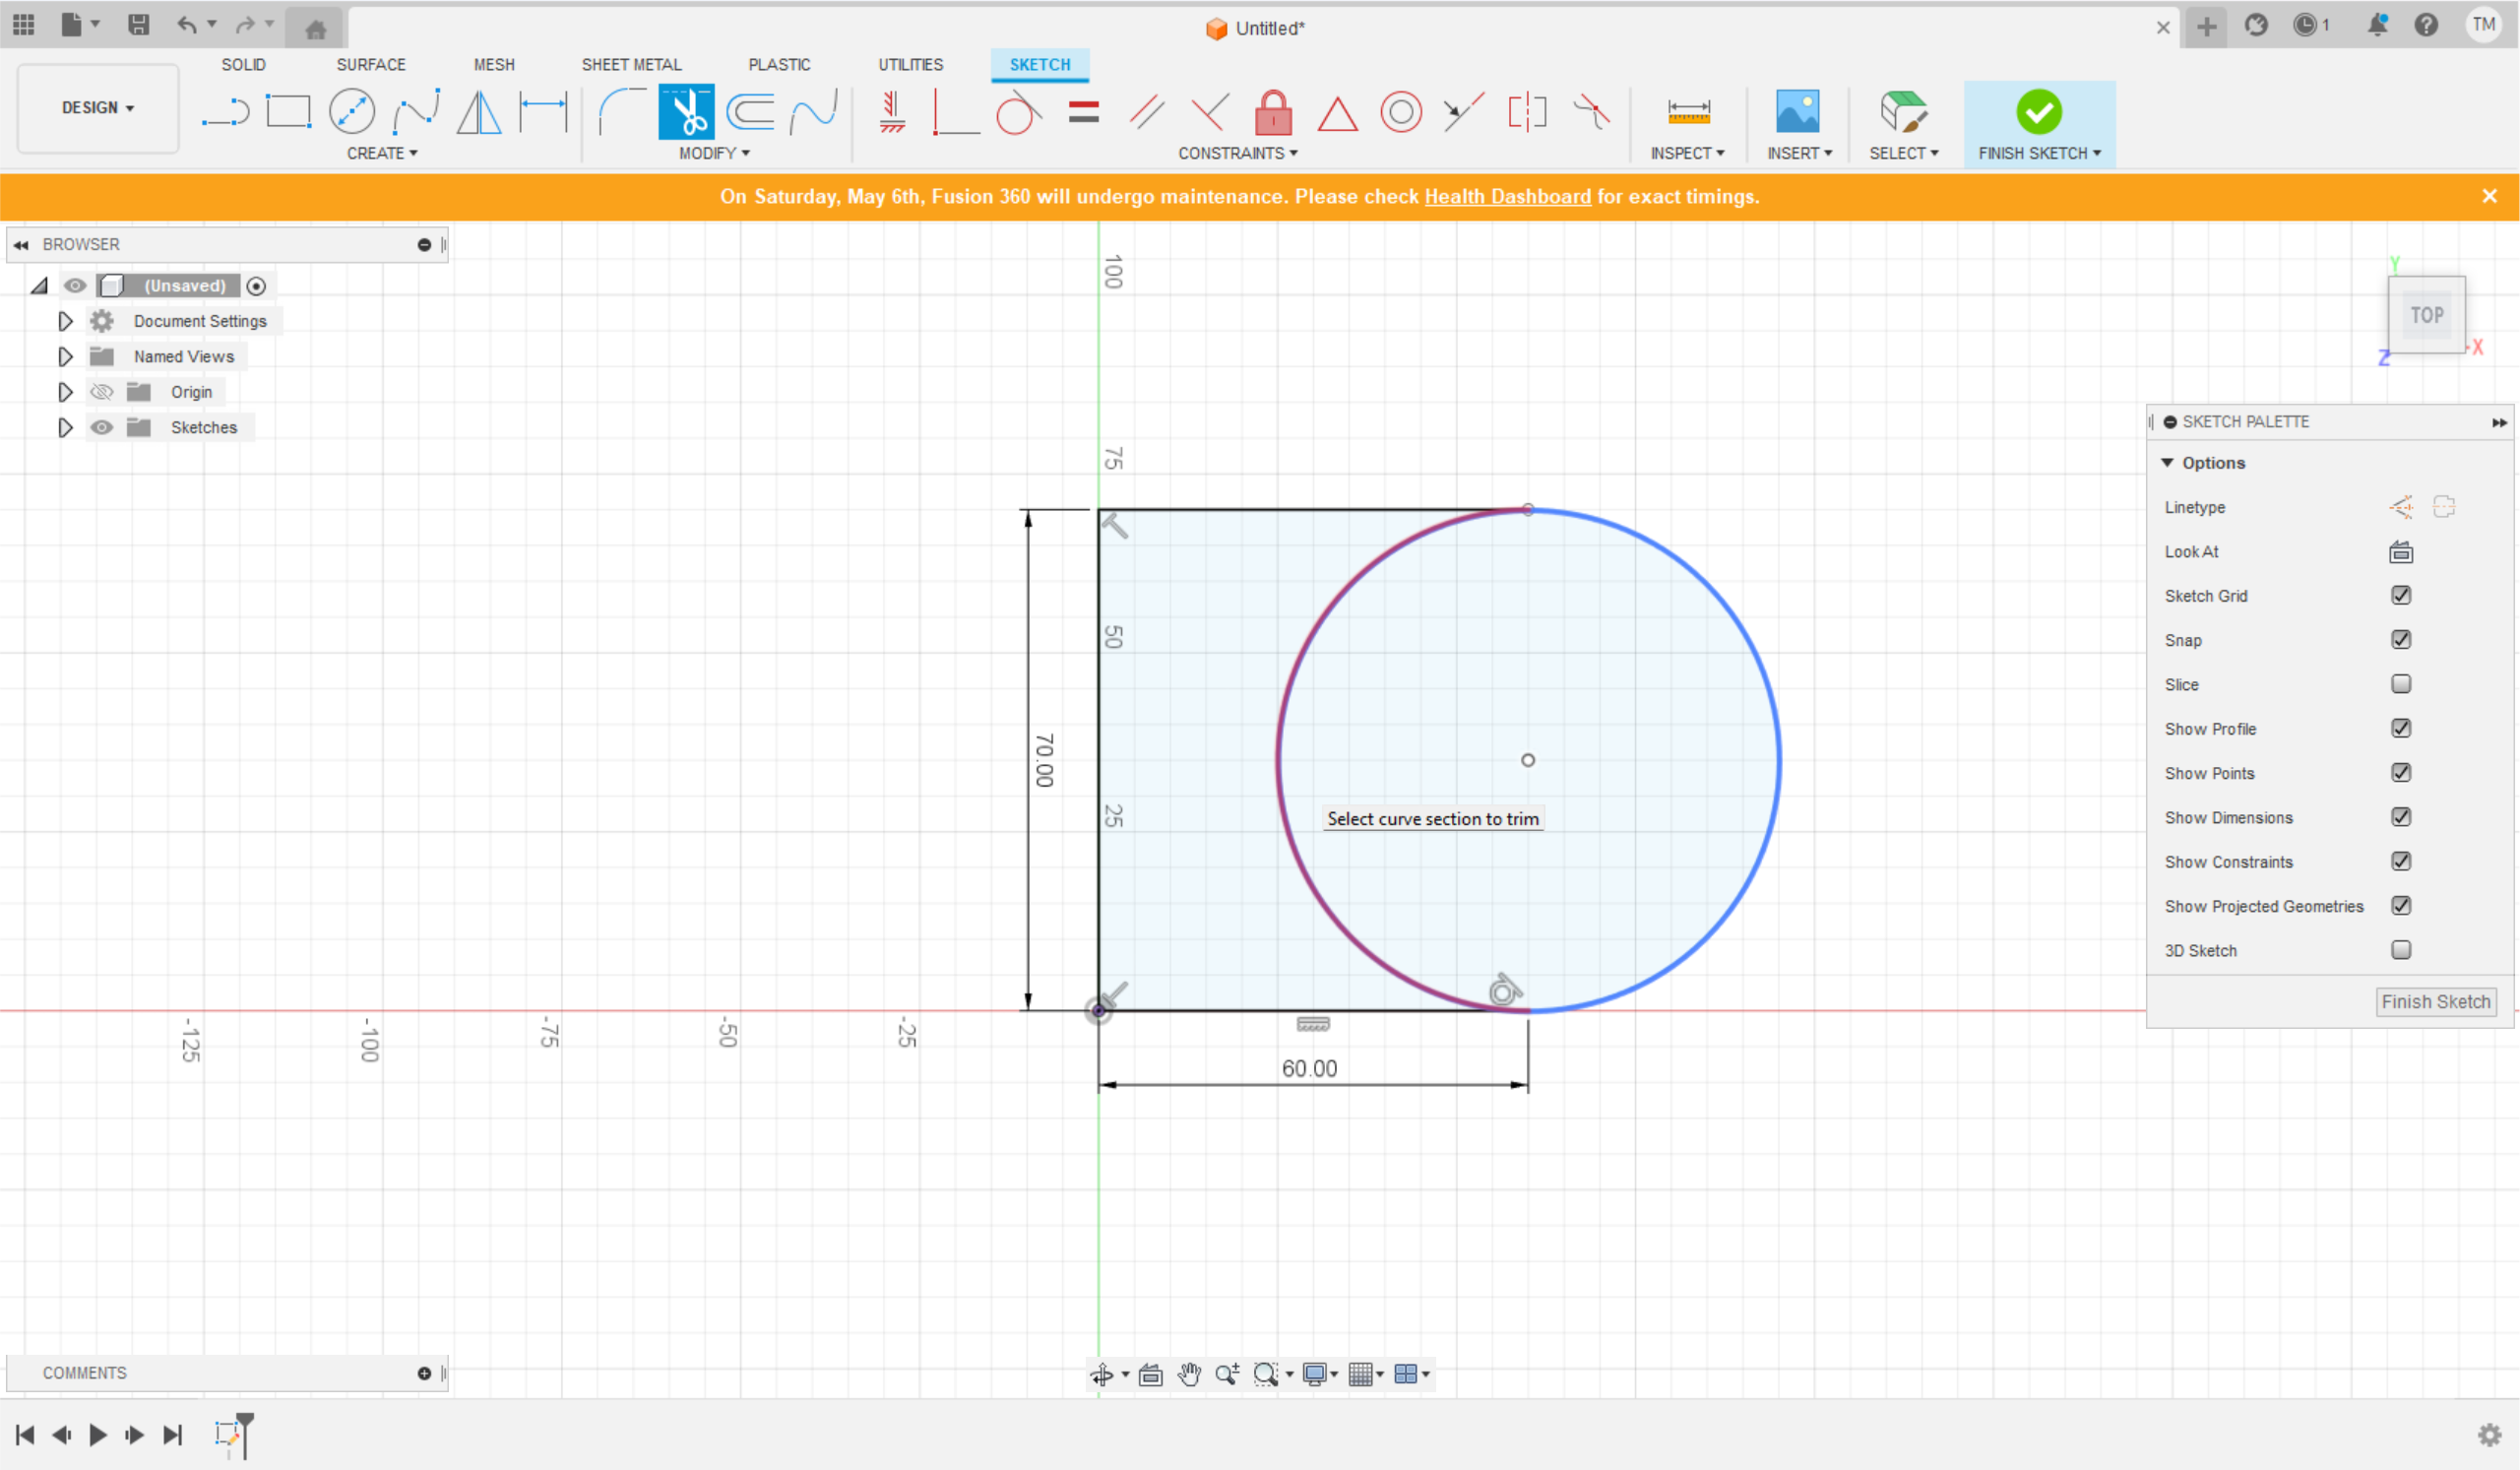 Untitled*
1
TM
SOLID SURFACE MESH SHEET METAL PLASTIC UTILITIES SKETCH
DESIGN
CREATE MODIFY CONSTRAINTS INSPECT INSERT SELECT FINISH SKETCH
On Saturday, May 6th, Fusion 360 will undergo maintenance. Please check Health Dashboard for exact timings.
BROWSER
(Unsaved)
Document Settings
Named Views
Origin
Sketches
100
75
50
25
70.00
Select curve section to trim
-125 -100 -75 -50 -25
60.00
Y
TOP
X
Z
SKETCH PALETTE
Options
Linetype
Look At
Sketch Grid
Snap
Slice
Show Profile
Show Points
Show Dimensions
Show Constraints
Show Projected Geometries
3D Sketch
Finish Sketch
COMMENTS